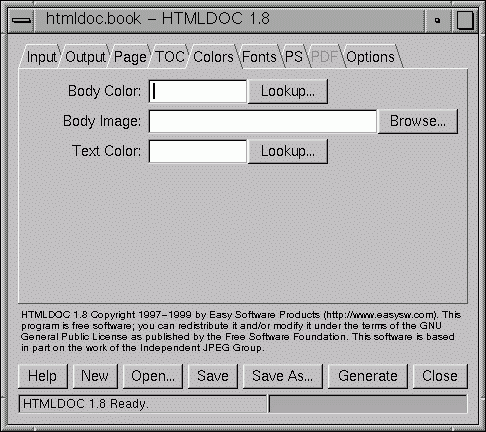 htmldoc.book – HTMLDOC 1.8
Input Output Page TOC Colors Fonts PS PDF Options
Body Color: Lookup...
Body Image: Browse...
Text Color: Lookup...
HTMLDOC 1.8 Copyright 1997–1999 by Easy Software Products (http://www.easysw.com). This
program is free software; you can redistribute it and/or modify it under the terms of the GNU
General Public License as published by the Free Software Foundation. This software is based
in part on the work of the Independent JPEG Group.
Help New Open... Save Save As... Generate Close
HTMLDOC 1.8 Ready.